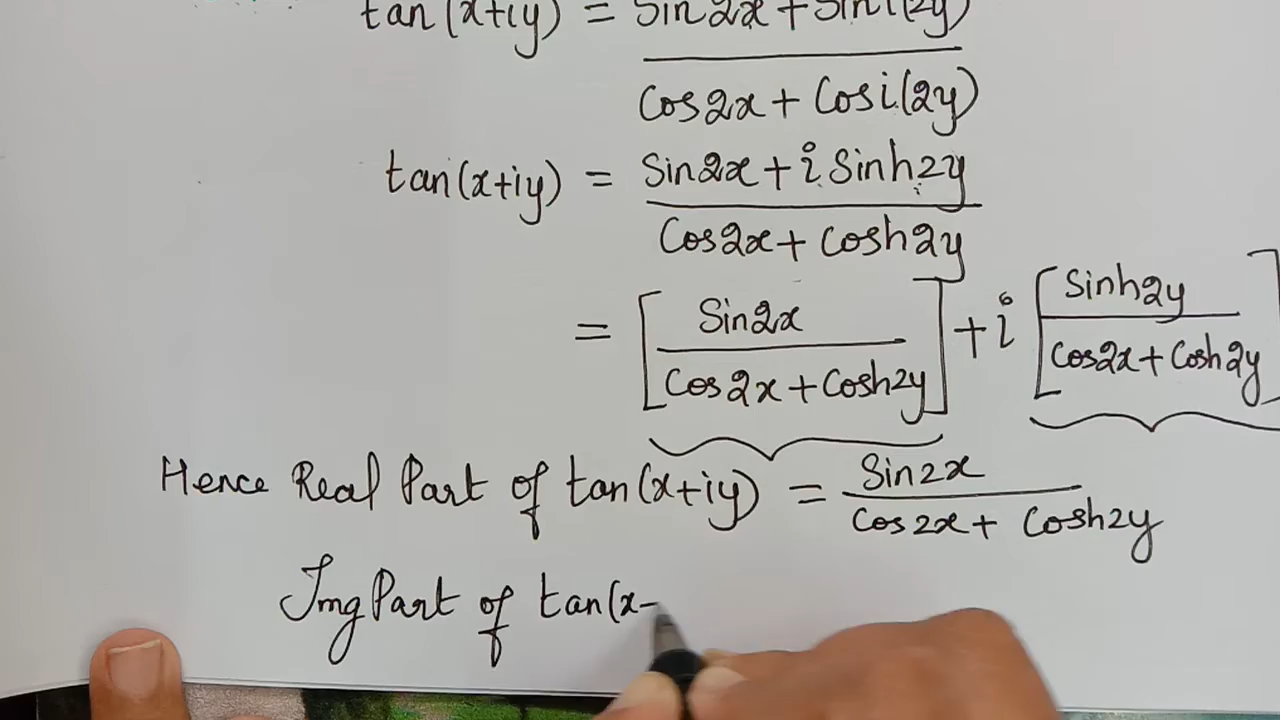 tan(x+iy) = Sin2x + Sini(2y)
Cos2x + Cosi(2y)
tan(x+iy) = Sin2x + i Sinh2y
Cos2x + Cosh2y
= [ Sin2x / Cos2x + Cosh2y ] + i [ Sinh2y / Cos2x + Cosh2y ]
Hence Real Part of tan(x+iy) = Sin2x
Cos2x + Cosh2y
Img Part of tan(x-